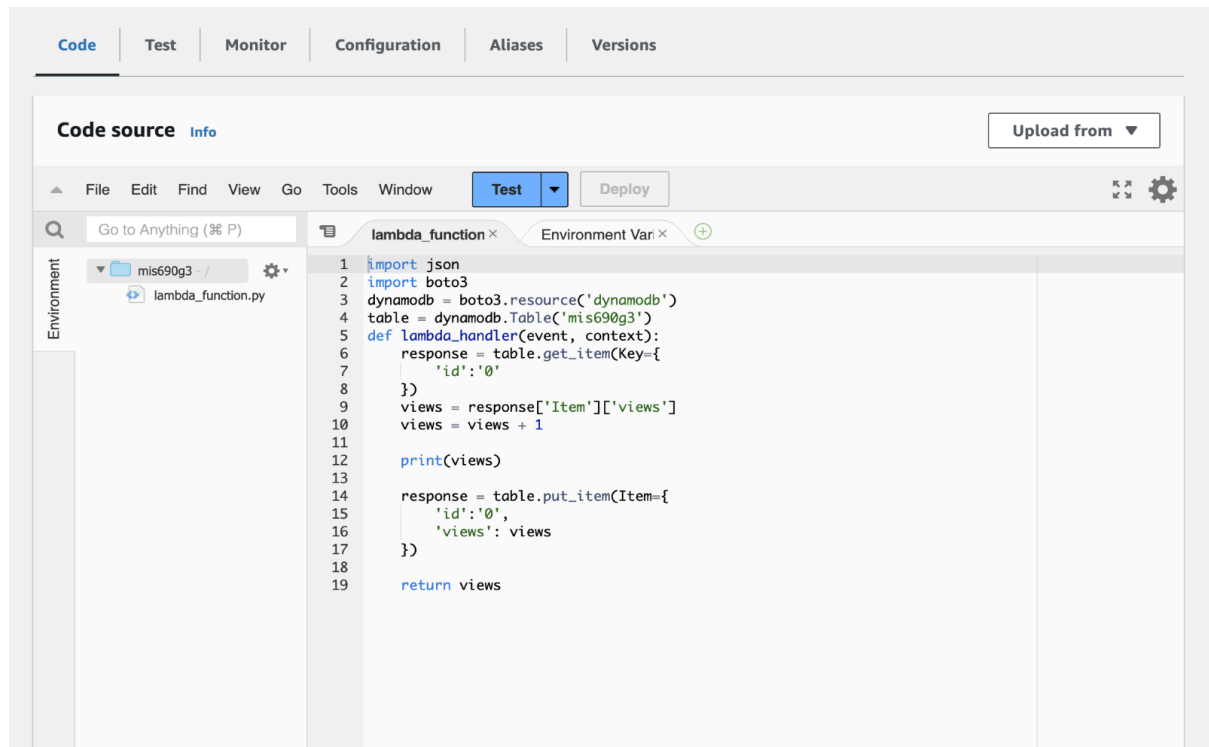 Code Test Monitor Configuration Aliases Versions
Code source Info
Upload from
File Edit Find View Go Tools Window Test Deploy
Go to Anything (⌘ P)
lambda_function × Environment Vari ×
Environment
mis690g3 - /
lambda_function.py
1 import json
2 import boto3
3 dynamodb = boto3.resource('dynamodb')
4 table = dynamodb.Table('mis690g3')
5 def lambda_handler(event, context):
6     response = table.get_item(Key={
7         'id':'0'
8     })
9     views = response['Item']['views']
10     views = views + 1
11
12     print(views)
13
14     response = table.put_item(Item={
15         'id':'0',
16         'views': views
17     })
18
19     return views